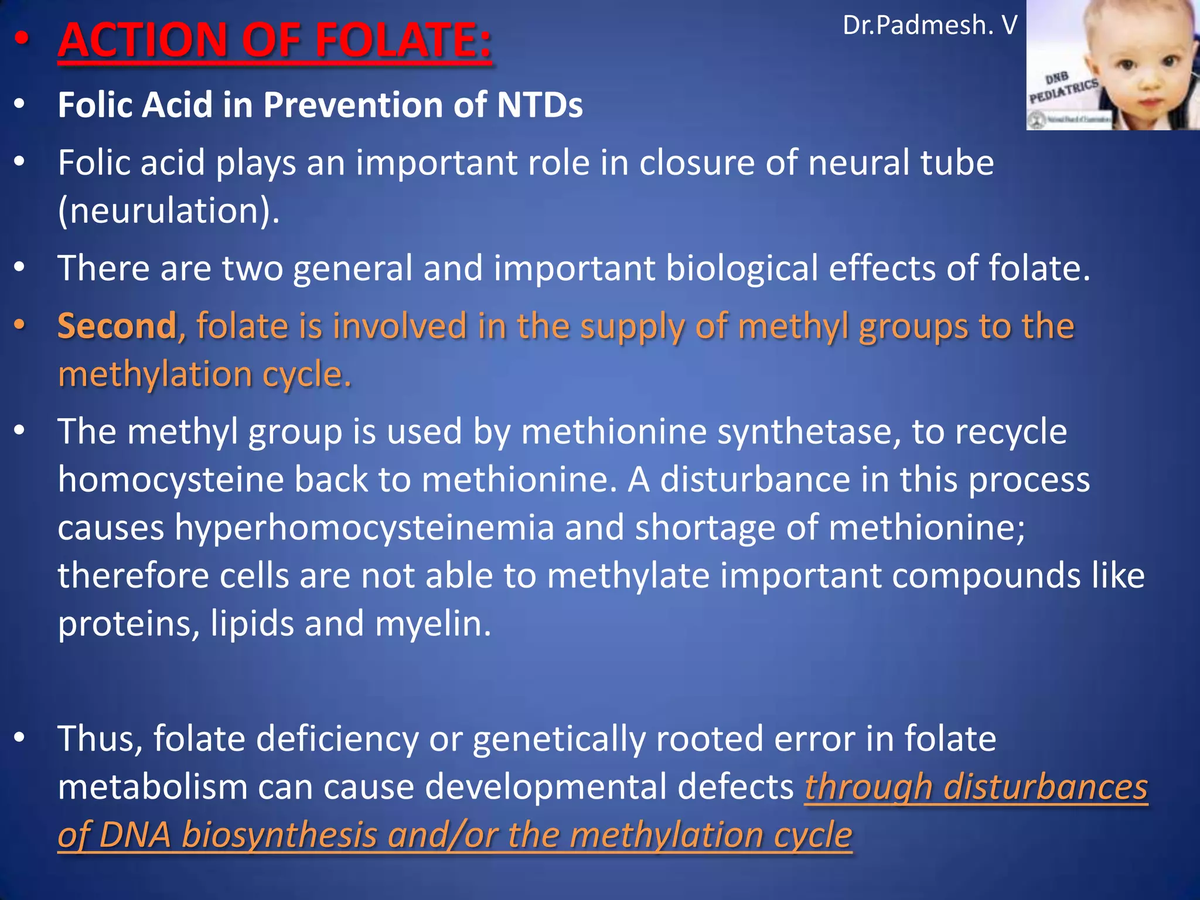 • ACTION OF FOLATE:
Dr.Padmesh. V
DNB
PEDIATRICS
National Board of Examinations
• Folic Acid in Prevention of NTDs
• Folic acid plays an important role in closure of neural tube
(neurulation).
• There are two general and important biological effects of folate.
• Second, folate is involved in the supply of methyl groups to the
methylation cycle.
• The methyl group is used by methionine synthetase, to recycle
homocysteine back to methionine. A disturbance in this process
causes hyperhomocysteinemia and shortage of methionine;
therefore cells are not able to methylate important compounds like
proteins, lipids and myelin.
• Thus, folate deficiency or genetically rooted error in folate
metabolism can cause developmental defects through disturbances
of DNA biosynthesis and/or the methylation cycle